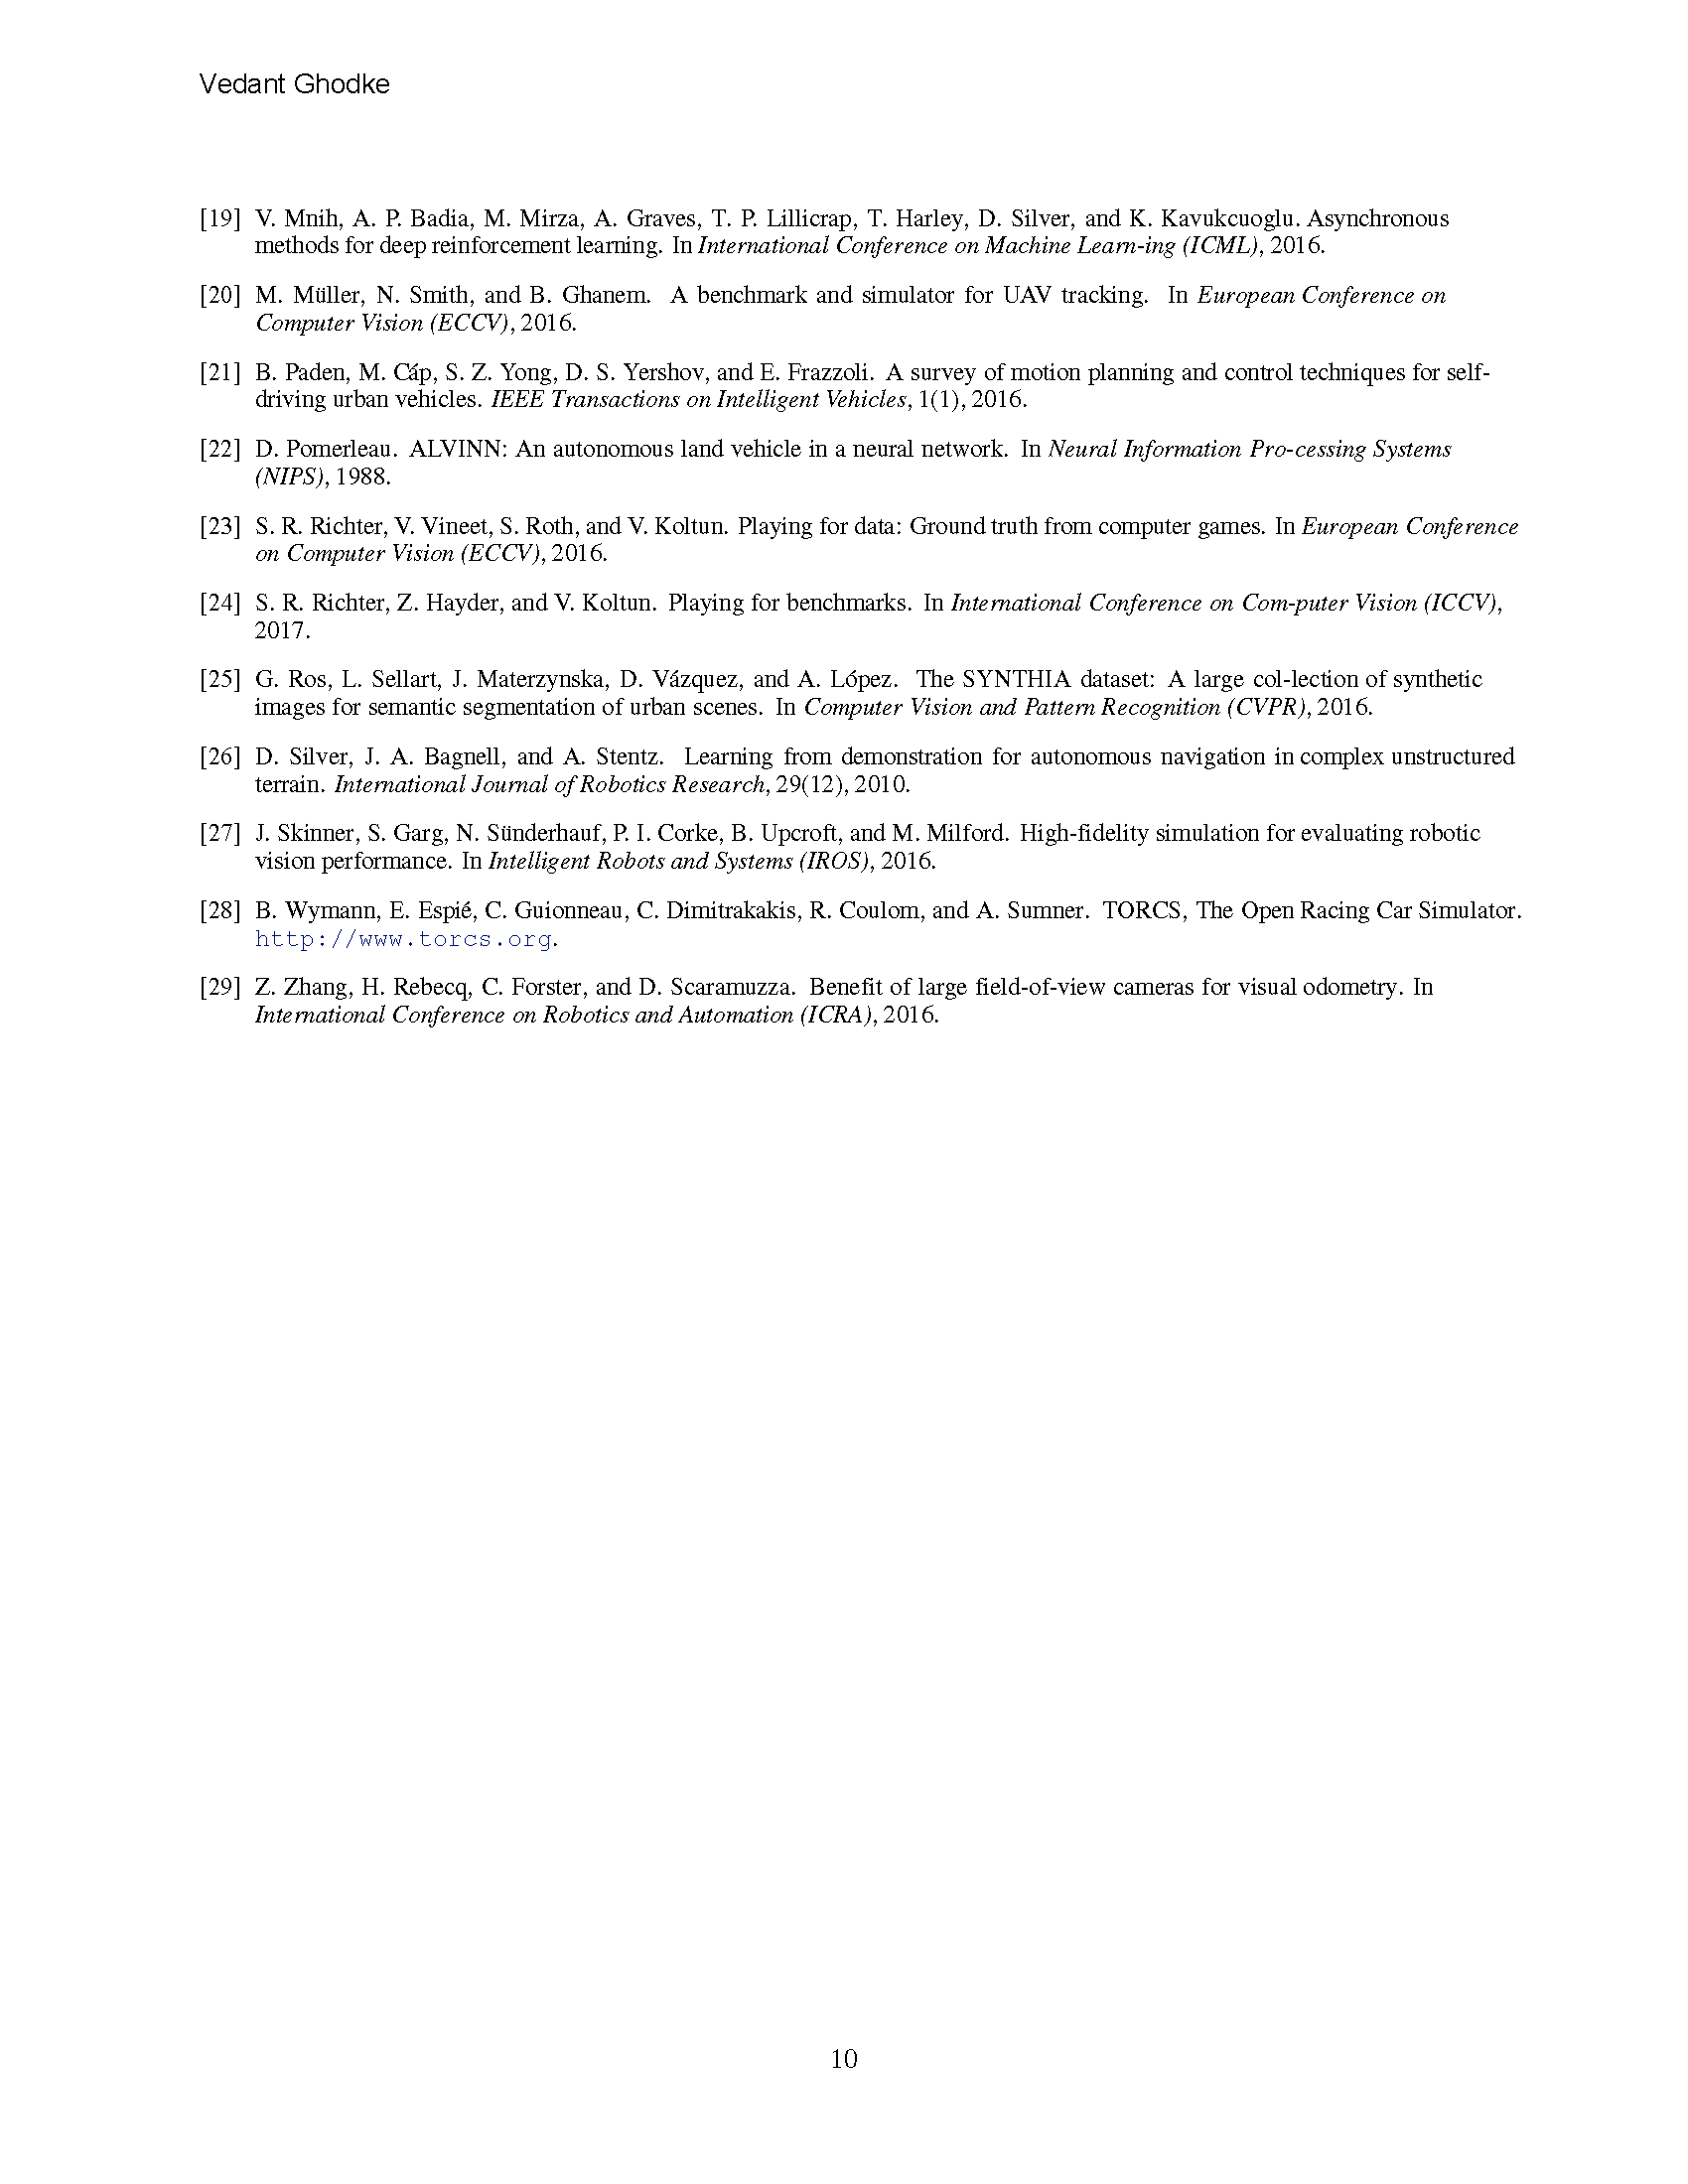 Vedant Ghodke
[19] V. Mnih, A. P. Badia, M. Mirza, A. Graves, T. P. Lillicrap, T. Harley, D. Silver, and K. Kavukcuoglu. Asynchronous
methods for deep reinforcement learning. In International Conference on Machine Learn-ing (ICML), 2016.
[20] M. Müller, N. Smith, and B. Ghanem. A benchmark and simulator for UAV tracking. In European Conference on
Computer Vision (ECCV), 2016.
[21] B. Paden, M. Cáp, S. Z. Yong, D. S. Yershov, and E. Frazzoli. A survey of motion planning and control techniques for self-
driving urban vehicles. IEEE Transactions on Intelligent Vehicles, 1(1), 2016.
[22] D. Pomerleau. ALVINN: An autonomous land vehicle in a neural network. In Neural Information Pro-cessing Systems
(NIPS), 1988.
[23] S. R. Richter, V. Vineet, S. Roth, and V. Koltun. Playing for data: Ground truth from computer games. In European Conference
on Computer Vision (ECCV), 2016.
[24] S. R. Richter, Z. Hayder, and V. Koltun. Playing for benchmarks. In International Conference on Com-puter Vision (ICCV),
2017.
[25] G. Ros, L. Sellart, J. Materzynska, D. Vázquez, and A. López. The SYNTHIA dataset: A large col-lection of synthetic
images for semantic segmentation of urban scenes. In Computer Vision and Pattern Recognition (CVPR), 2016.
[26] D. Silver, J. A. Bagnell, and A. Stentz. Learning from demonstration for autonomous navigation in complex unstructured
terrain. International Journal of Robotics Research, 29(12), 2010.
[27] J. Skinner, S. Garg, N. Sünderhauf, P. I. Corke, B. Upcroft, and M. Milford. High-fidelity simulation for evaluating robotic
vision performance. In Intelligent Robots and Systems (IROS), 2016.
[28] B. Wymann, E. Espié, C. Guionneau, C. Dimitrakakis, R. Coulom, and A. Sumner. TORCS, The Open Racing Car Simulator.
http://www.torcs.org.
[29] Z. Zhang, H. Rebecq, C. Forster, and D. Scaramuzza. Benefit of large field-of-view cameras for visual odometry. In
International Conference on Robotics and Automation (ICRA), 2016.
10